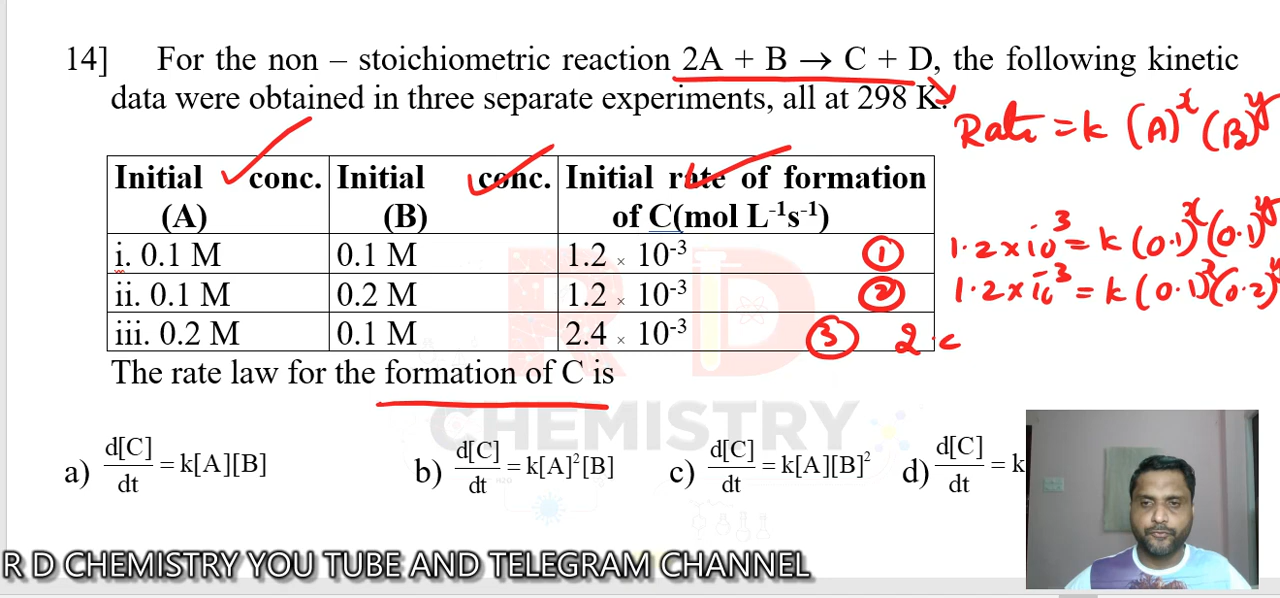 14] For the non – stoichiometric reaction 2A + B → C + D, the following kinetic
data were obtained in three separate experiments, all at 298 K.
Rate = k (A)^x (B)^y
Initial conc. (A) | Initial conc. (B) | Initial rate of formation of C(mol L⁻¹s⁻¹)
i. 0.1 M | 0.1 M | 1.2 × 10⁻³ ① 1.2 x 10⁻³ = k (0.1)^x (0.1)^y
ii. 0.1 M | 0.2 M | 1.2 × 10⁻³ ② 1.2 x 10⁻³ = k (0.1)^x (0.2)^y
iii. 0.2 M | 0.1 M | 2.4 × 10⁻³ ③ 2.
The rate law for the formation of C is
R D
CHEMISTRY
a) d[C]/dt = k[A][B] b) d[C]/dt = k[A]²[B] c) d[C]/dt = k[A][B]² d) d[C]/dt = k
R D CHEMISTRY YOU TUBE AND TELEGRAM CHANNEL